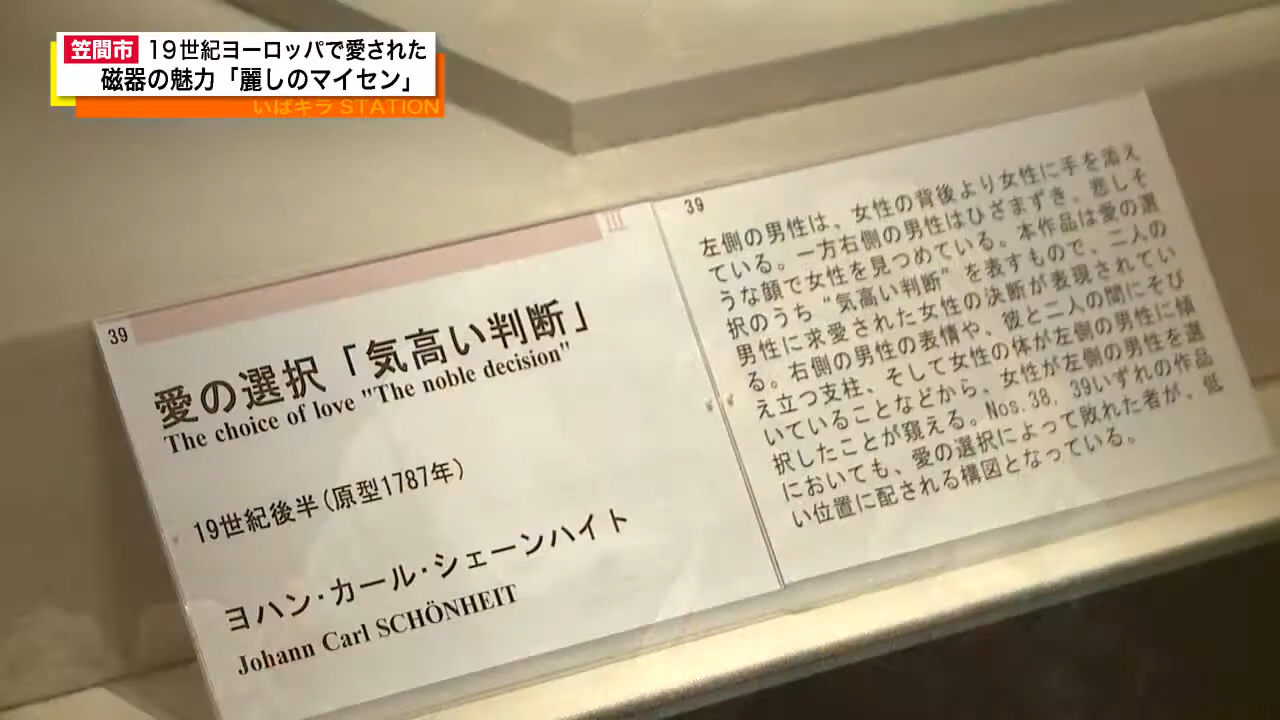 笠間市 19世紀ヨーロッパで愛された
磁器の魅力「麗しのマイセン」
いばキラ STATION
39
III
愛の選択「気高い判断」
The choice of love "The noble decision"
19世紀後半(原型1787年)
ヨハン・カール・シェーンハイト
Johann Carl SCHÖNHEIT
39
左側の男性は、女性の背後より女性に手を添え
ている。一方右側の男性はひざまずき、悲しそ
うな顔で女性を見つめている。本作品は愛の選
択のうち“気高い判断”を表すもので、二人の
男性に求愛された女性の決断が表現されてい
る。右側の男性の表情や、彼と二人の間にそび
え立つ支柱、そして女性の体が左側の男性に傾
いていることなどから、女性が左側の男性を選
択したことが窺える。Nos.38, 39いずれの作品
においても、愛の選択によって敗れた者が、低
い位置に配される構図となっている。